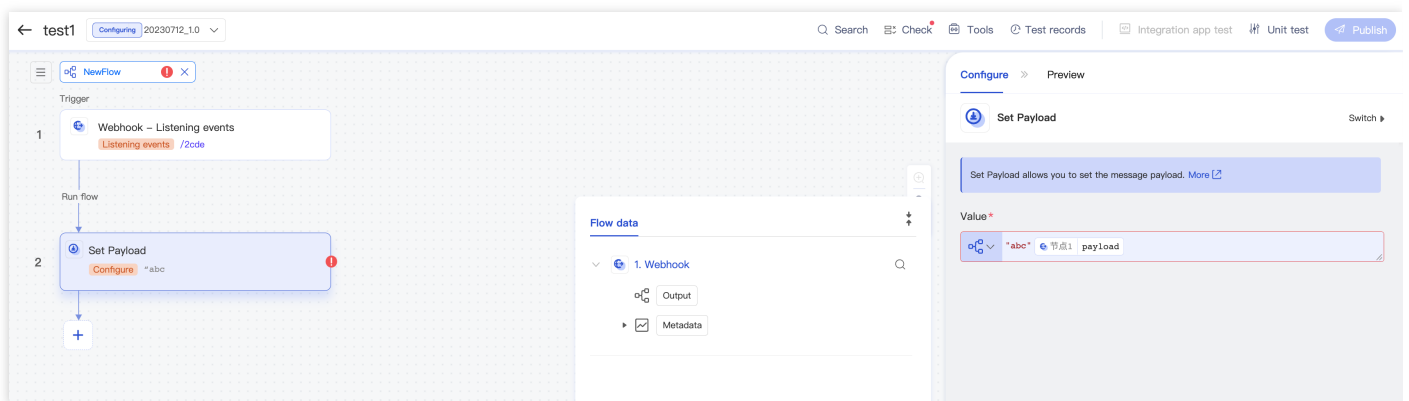 test1 Configuring 20230712_1.0 Search Check Tools Test records Integration app test Unit test Publish
NewFlow
Trigger
1
Webhook – Listening events
Listening events /2cde
Run flow
2
Set Payload
Configure "abc
Flow data
1. Webhook
Output
Metadata
Configure Preview
Set Payload Switch
Set Payload allows you to set the message payload. More
Value*
"abc" 节点1 payload